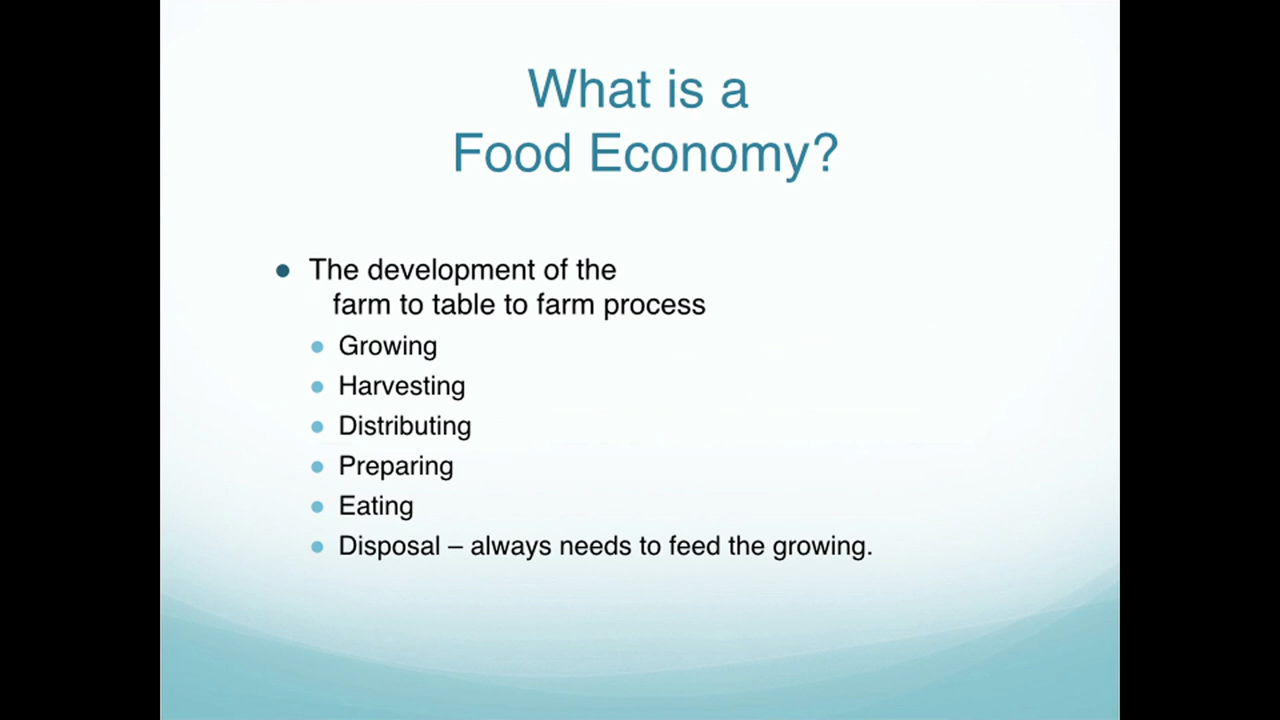 What is a
Food Economy?
● The development of the
farm to table to farm process
● Growing
● Harvesting
● Distributing
● Preparing
● Eating
● Disposal – always needs to feed the growing.